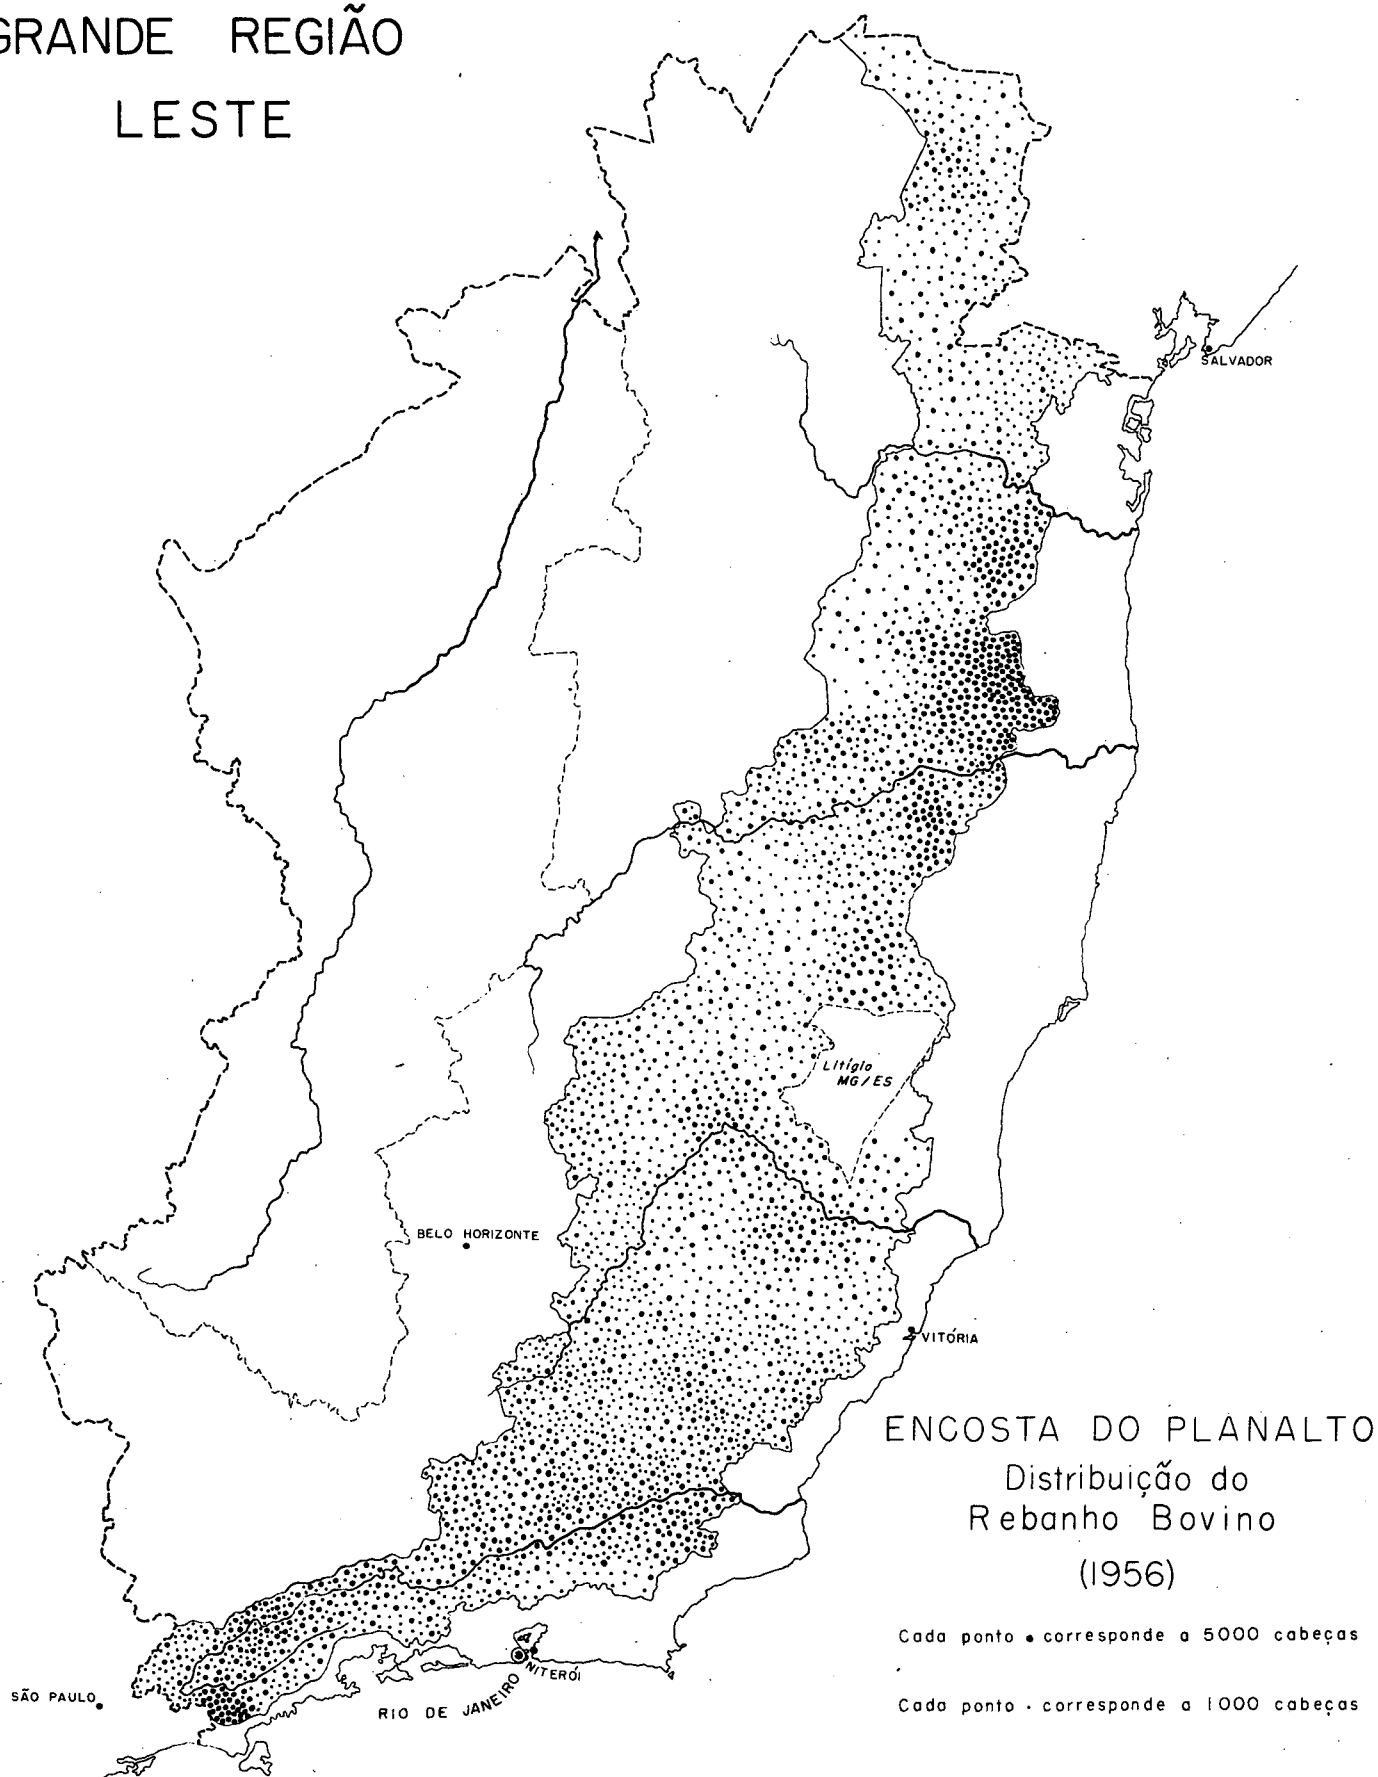 GRANDE REGIÃO
LESTE
SALVADOR
Litígio
MG/ES
BELO HORIZONTE
VITÓRIA
ENCOSTA DO PLANALTO
Distribuição do
Rebanho Bovino
(1956)
Cada ponto • corresponde a 5000 cabeças
Cada ponto · corresponde a 1000 cabeças
NITERÓI
SÃO PAULO
RIO DE JANEIRO